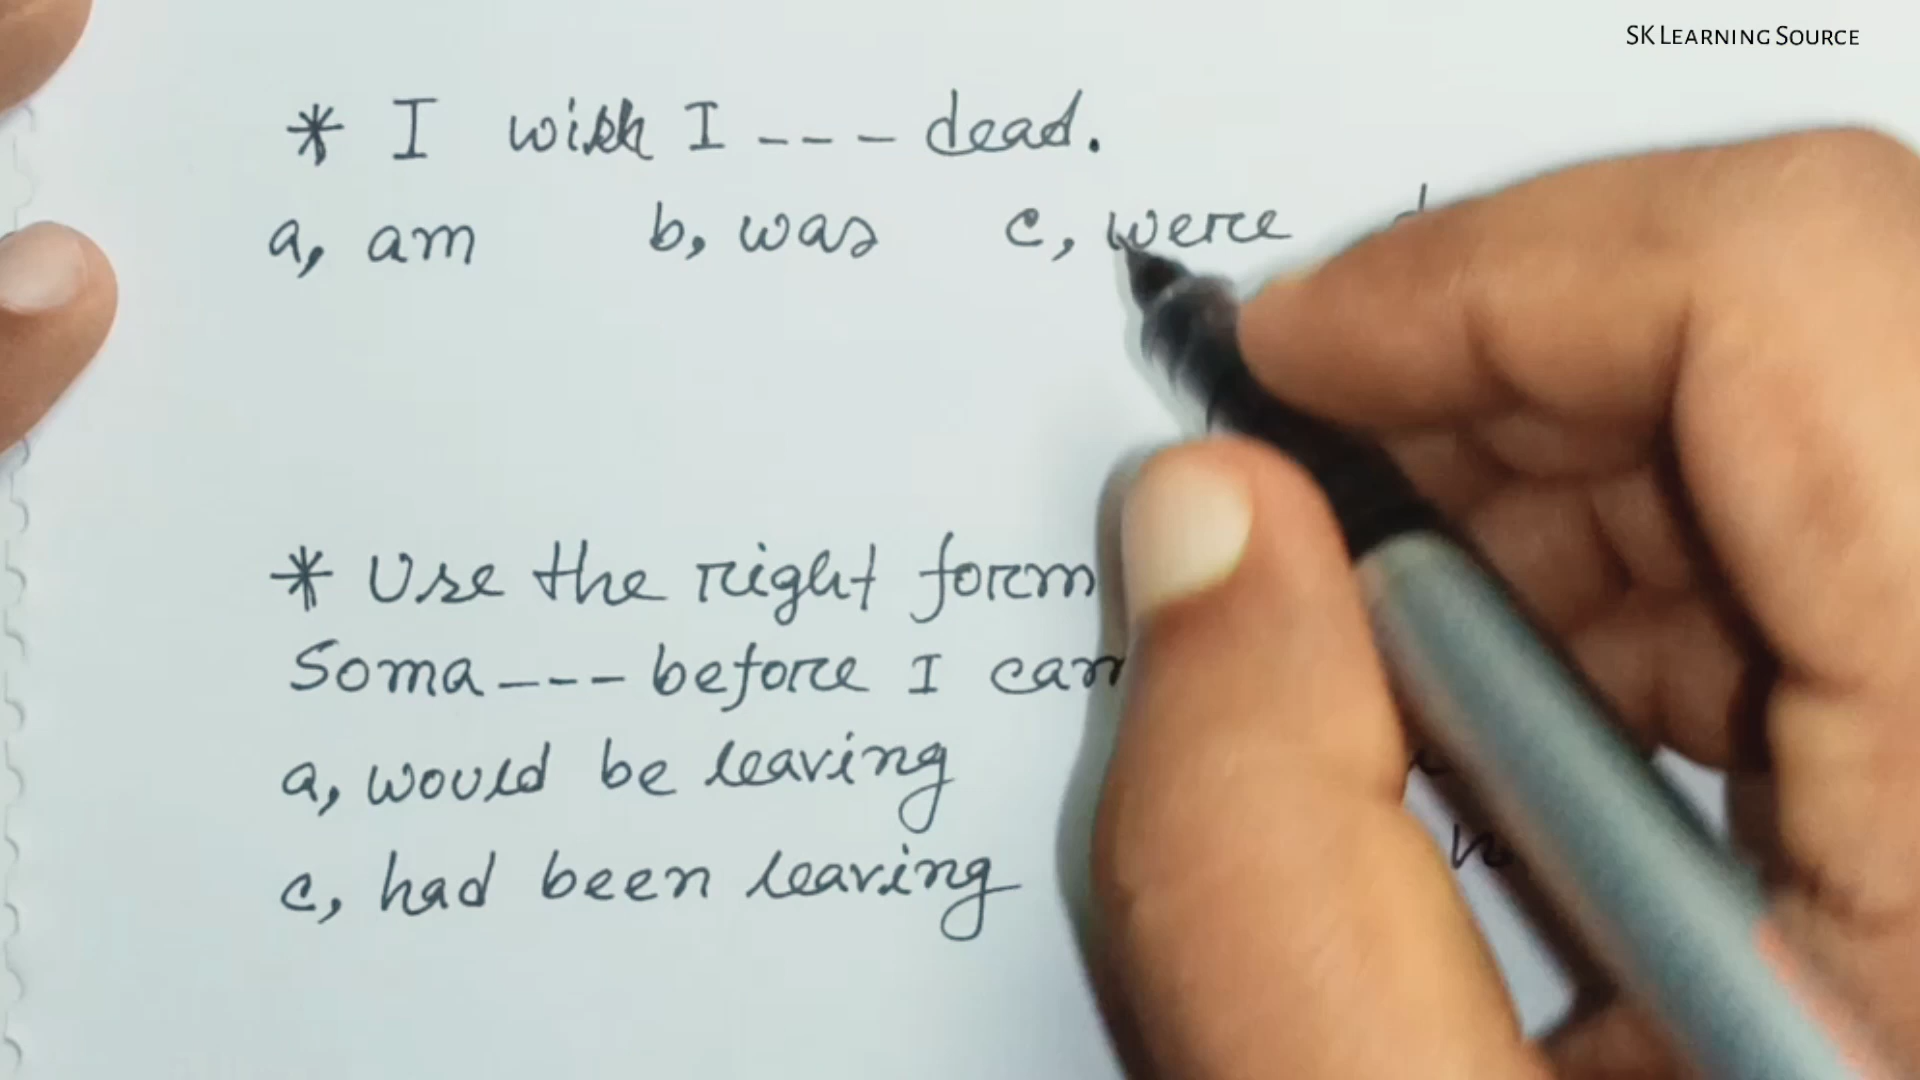 SK Learning Source
* I wish I --- dead.
a, am b, was c, were
* Use the right form
Soma --- before I
a, would be leaving
c, had been leaving